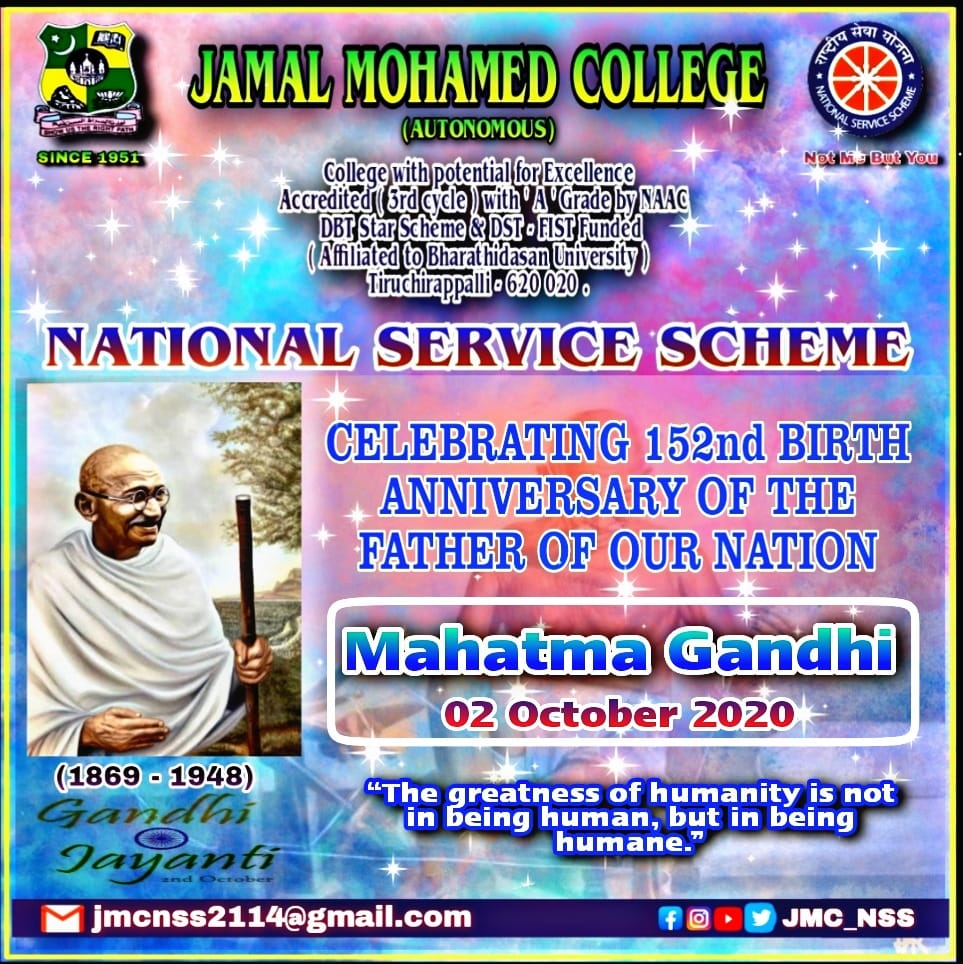 JAMAL MOHAMED COLLEGE
(AUTONOMOUS)
SHOW US THE RIGHT PATH
SINCE 1951
राष्ट्रीय सेवा योजना
NATIONAL SERVICE SCHEME
Not Me But You
College with potential for Excellence
Accredited ( 3rd cycle ) with ' A ' Grade by NAAC
DBT Star Scheme & DST - FIST Funded
( Affiliated to Bharathidasan University )
Tiruchirappalli - 620 020 .
NATIONAL SERVICE SCHEME
CELEBRATING 152nd BIRTH
ANNIVERSARY OF THE
FATHER OF OUR NATION
Mahatma Gandhi
02 October 2020
(1869 - 1948)
Gandhi
Jayanti
2nd October
“The greatness of humanity is not
in being human, but in being
humane.”
jmcnss2114@gmail.com
JMC_NSS